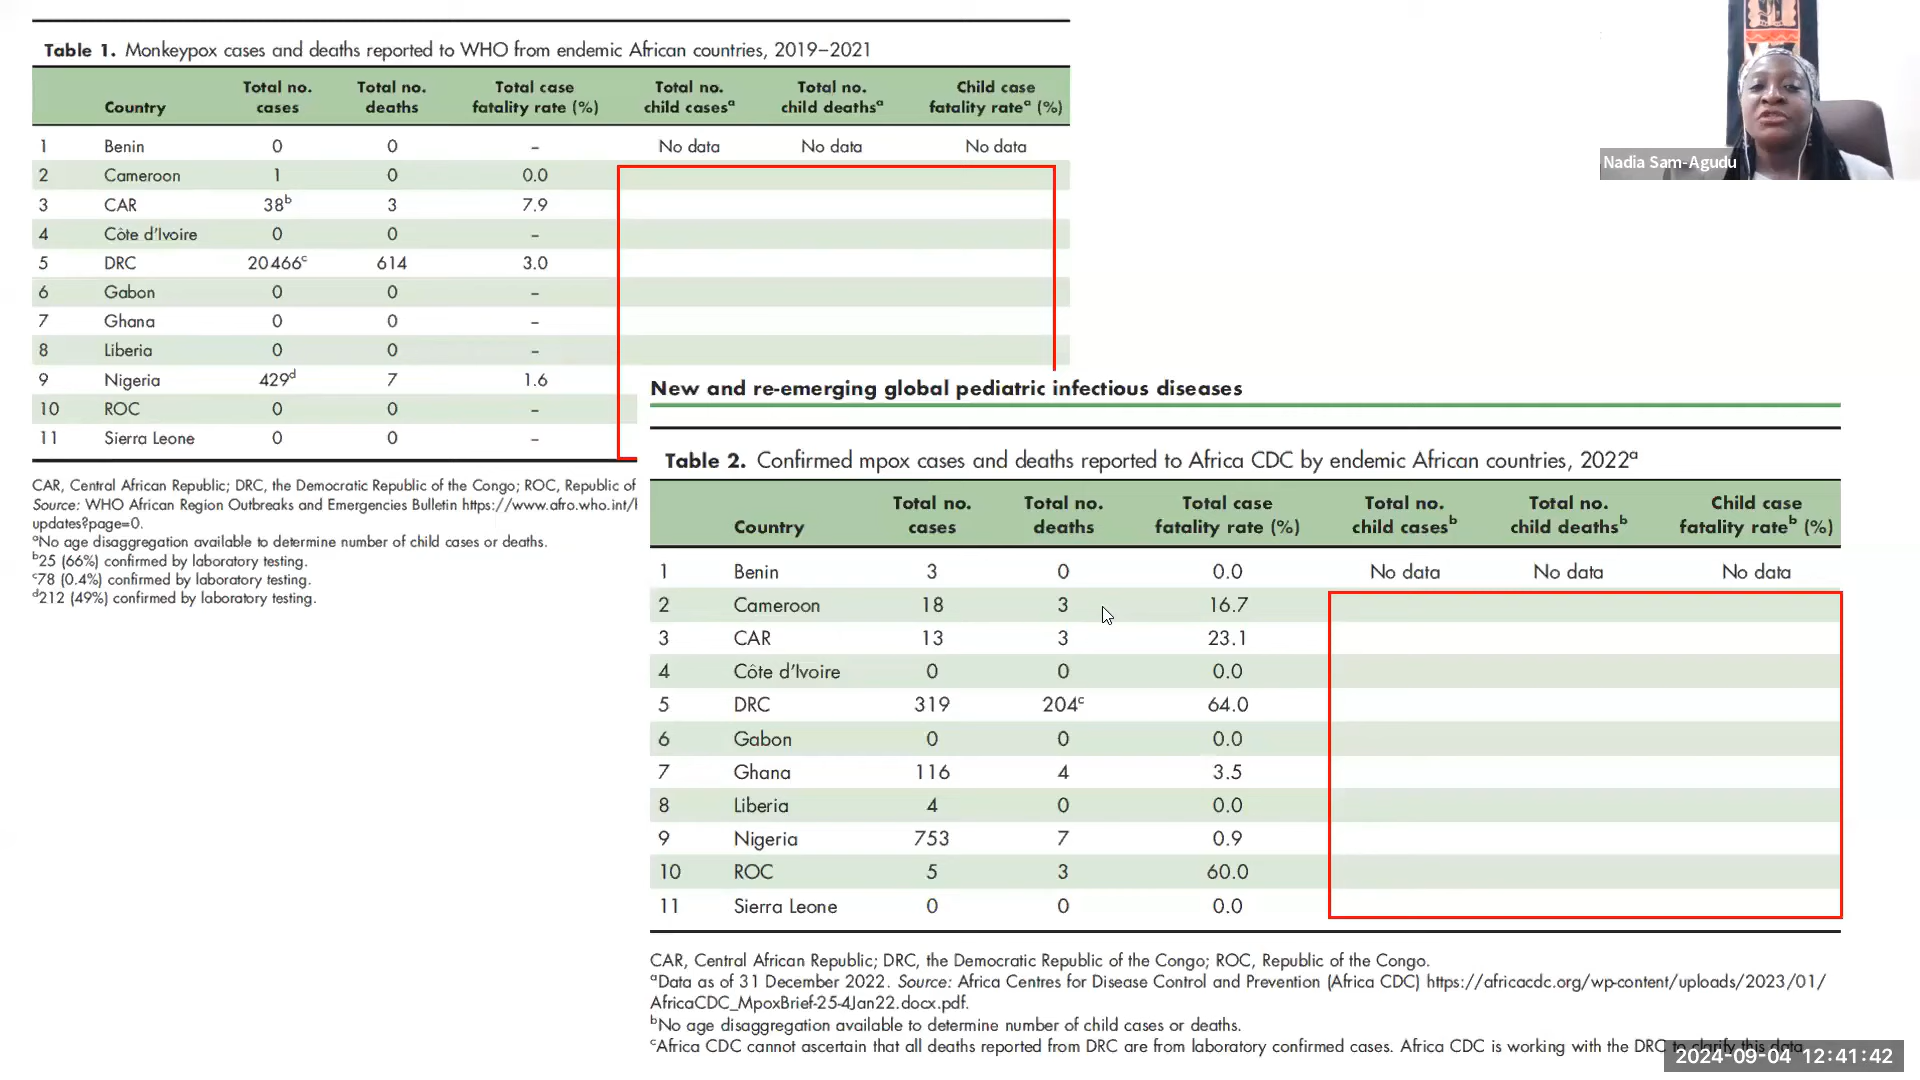 Table 1. Monkeypox cases and deaths reported to WHO from endemic African countries, 2019–2021
Country Total no. cases Total no. deaths Total case fatality rate (%) Total no. child casesᵃ Total no. child deathsᵃ Child case fatality rateᵃ (%)
1 Benin 0 0 – No data No data No data
2 Cameroon 1 0 0.0
3 CAR 38ᵇ 3 7.9
4 Côte d'Ivoire 0 0 –
5 DRC 20 466ᶜ 614 3.0
6 Gabon 0 0 –
7 Ghana 0 0 –
8 Liberia 0 0 –
9 Nigeria 429ᵈ 7 1.6
10 ROC 0 0 –
11 Sierra Leone 0 0 –
CAR, Central African Republic; DRC, the Democratic Republic of the Congo; ROC, Republic of
Source: WHO African Region Outbreaks and Emergencies Bulletin https://www.afro.who.int/
updates?page=0.
ᵃNo age disaggregation available to determine number of child cases or deaths.
ᵇ25 (66%) confirmed by laboratory testing.
ᶜ78 (0.4%) confirmed by laboratory testing.
ᵈ212 (49%) confirmed by laboratory testing.
Nadia Sam-Agudu
New and re-emerging global pediatric infectious diseases
Table 2. Confirmed mpox cases and deaths reported to Africa CDC by endemic African countries, 2022ᵃ
Country Total no. cases Total no. deaths Total case fatality rate (%) Total no. child casesᵇ Total no. child deathsᵇ Child case fatality rateᵇ (%)
1 Benin 3 0 0.0 No data No data No data
2 Cameroon 18 3 16.7
3 CAR 13 3 23.1
4 Côte d'Ivoire 0 0 0.0
5 DRC 319 204ᶜ 64.0
6 Gabon 0 0 0.0
7 Ghana 116 4 3.5
8 Liberia 4 0 0.0
9 Nigeria 753 7 0.9
10 ROC 5 3 60.0
11 Sierra Leone 0 0 0.0
CAR, Central African Republic; DRC, the Democratic Republic of the Congo; ROC, Republic of the Congo.
ᵃData as of 31 December 2022. Source: Africa Centres for Disease Control and Prevention (Africa CDC) https://africacdc.org/wp-content/uploads/2023/01/
AfricaCDC_MpoxBrief-25-4Jan22.docx.pdf.
ᵇNo age disaggregation available to determine number of child cases or deaths.
ᶜAfrica CDC cannot ascertain that all deaths reported from DRC are from laboratory confirmed cases. Africa CDC is working with the DRC to clarify this data.
2024-09-04 12:41:42